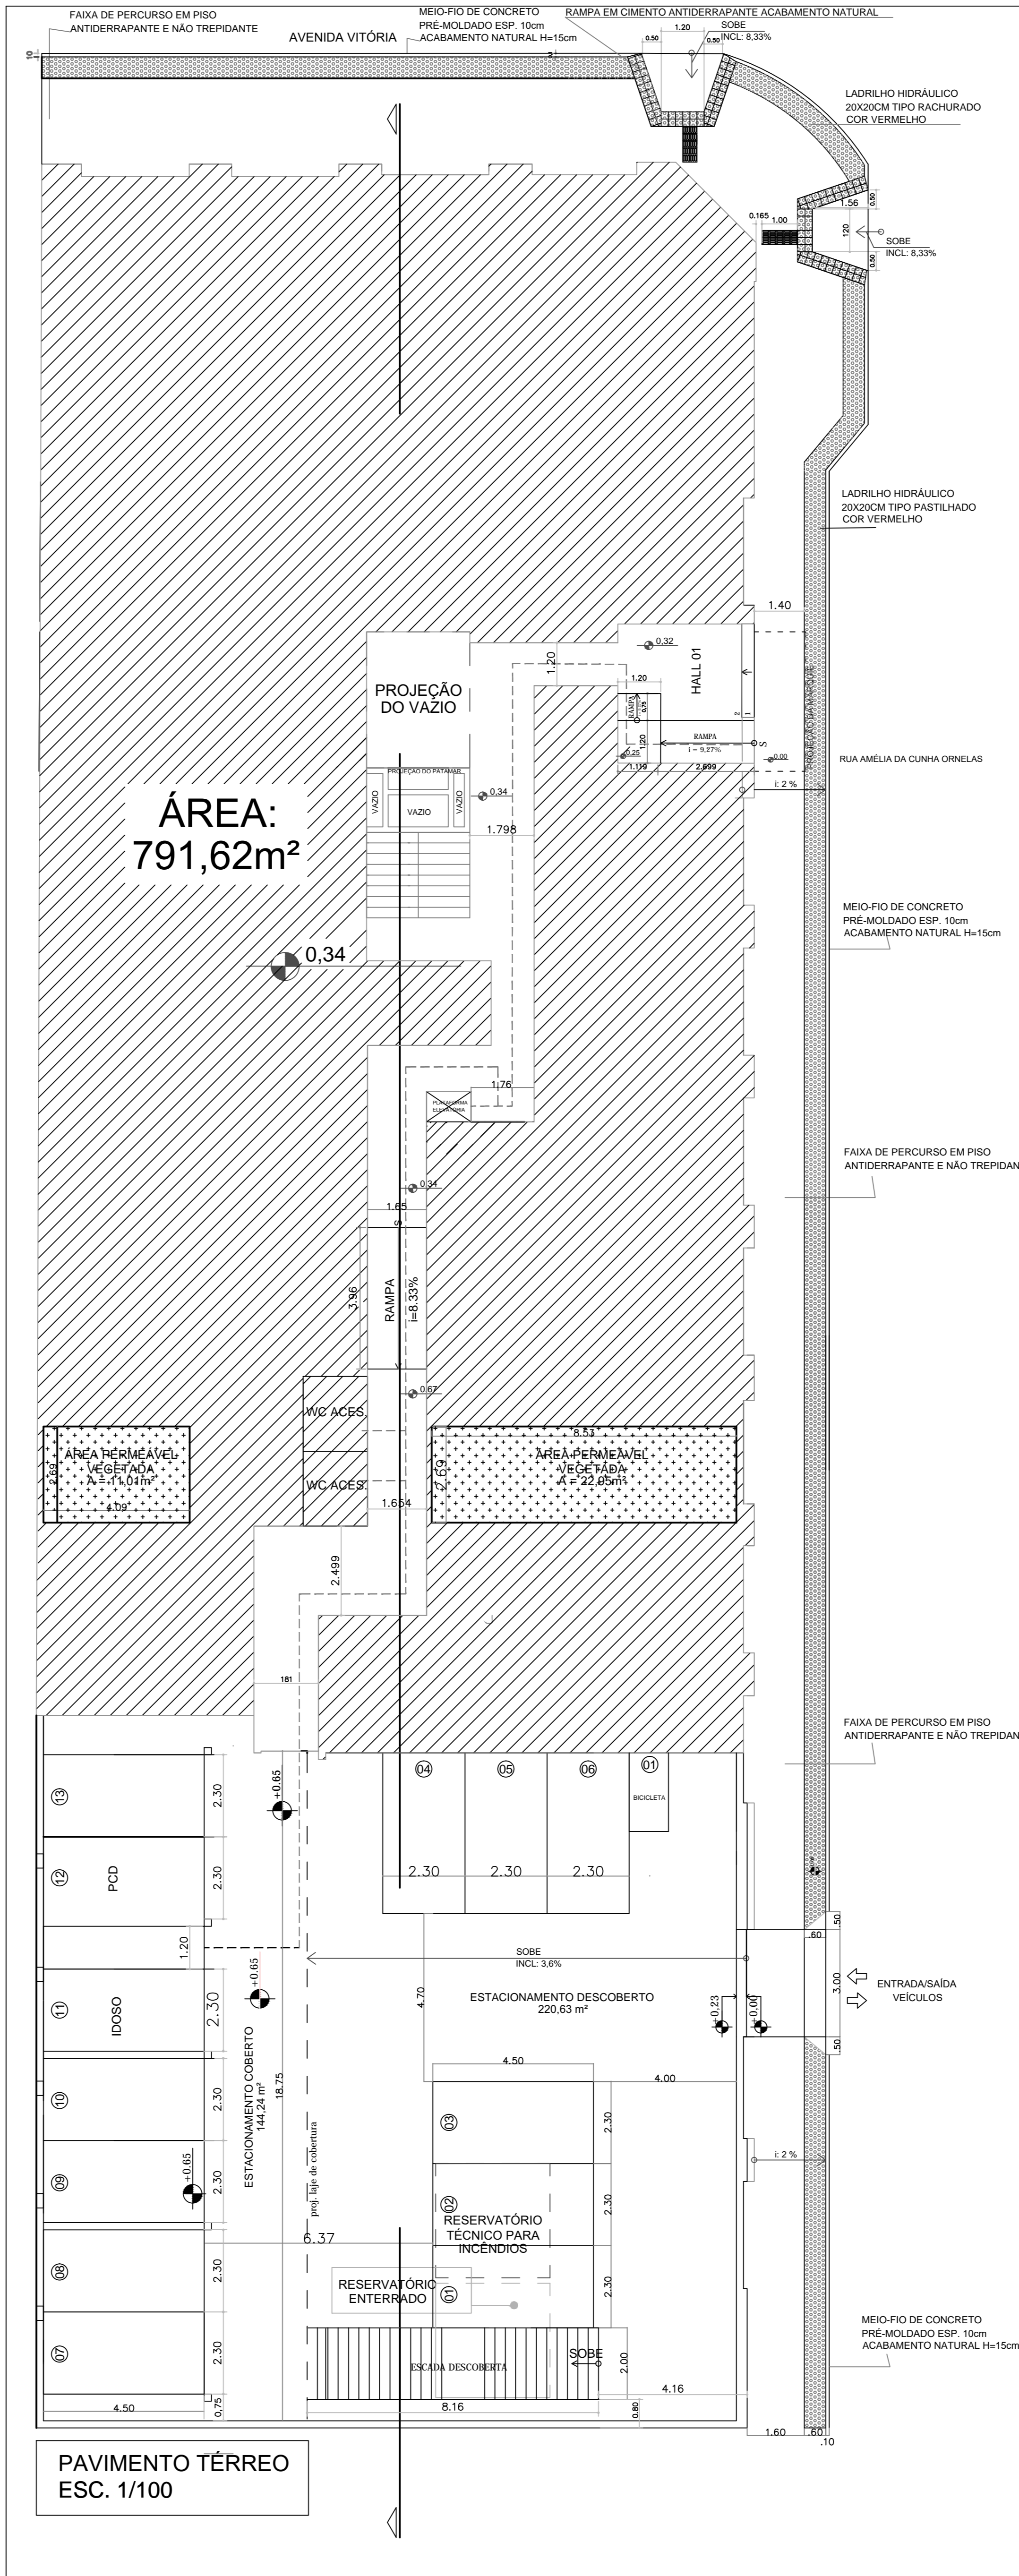 FAIXA DE PERCURSO EM PISO
ANTIDERRAPANTE E NÃO TREPIDANTE
AVENIDA VITÓRIA
MEIO-FIO DE CONCRETO
PRÉ-MOLDADO ESP. 10cm
ACABAMENTO NATURAL H=15cm
RAMPA EM CIMENTO ANTIDERRAPANTE ACABAMENTO NATURAL
1.20
0.50
0.50
SOBE
INCL: 8,33%
10
LADRILHO HIDRÁULICO
20X20CM TIPO RACHURADO
COR VERMELHO
1.56
0.50
0.165
1.00
120
0.50
SOBE
INCL: 8,33%
LADRILHO HIDRÁULICO
20X20CM TIPO PASTILHADO
COR VERMELHO
1.40
0,32
HALL 01
1.20
1.20
PROJEÇÃO
DO VAZIO
RAMPA
0,75
2
1
1.20
RAMPA
i = 9,27%
S
0,25
0,00
1.119
2.699
PROJEÇÃO DA MARQUISE
RUA AMÉLIA DA CUNHA ORNELAS
i: 2 %
PROJEÇÃO DO PATAMAR
VAZIO
VAZIO
VAZIO
0,34
1.798
ÁREA:
791,62m²
0,34
MEIO-FIO DE CONCRETO
PRÉ-MOLDADO ESP. 10cm
ACABAMENTO NATURAL H=15cm
1.76
PLATAFORMA
ELEVATÓRIA
FAIXA DE PERCURSO EM PISO
ANTIDERRAPANTE E NÃO TREPIDAN
0,34
1.65
S
3.96
RAMPA
i=8.33%
0,67
WC ACES.
WC ACES.
1.654
ÁREA PERMEÁVEL
VEGETADA
A = 11,01m²
2.69
4.09
8.53
ÁREA PERMEÁVEL
VEGETADA
A = 22,95m²
2.69
2.499
181
FAIXA DE PERCURSO EM PISO
ANTIDERRAPANTE E NÃO TREPIDAN
13
2.30
+0.65
04
05
06
01
BICICLETA
2.30
2.30
2.30
12
PCD
2.30
1.20
SOBE
INCL: 3,6%
.50
.60
3.00
.50
ENTRADA/SAÍDA
VEÍCULOS
11
IDOSO
2.30
+0.65
4.70
ESTACIONAMENTO DESCOBERTO
220,63 m²
+0,23
+0,00
ESTACIONAMENTO COBERTO
144,24 m²
18.75
10
2.30
4.50
4.00
03
2.30
09
+0.65
2.30
proj. laje de cobertura
i: 2 %
02
2.30
RESERVATÓRIO
TÉCNICO PARA
INCÊNDIOS
6.37
08
2.30
RESERVATÓRIO
ENTERRADO
01
2.30
MEIO-FIO DE CONCRETO
PRÉ-MOLDADO ESP. 10cm
ACABAMENTO NATURAL H=15cm
07
2.30
ESCADA DESCOBERTA
SOBE
2.00
4.16
4.50
0,75
8.16
0.80
1.60
.60
.10
PAVIMENTO TÉRREO
ESC. 1/100